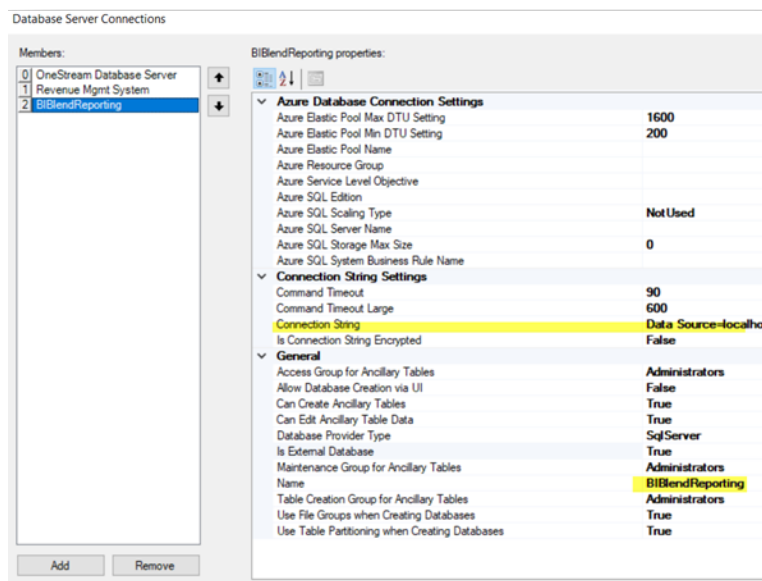 Database Server Connections
Members:
0 OneStream Database Server
1 Revenue Mgmt System
2 BIBlendReporting
Add Remove
BIBlendReporting properties:
Azure Database Connection Settings
Azure Elastic Pool Max DTU Setting 1600
Azure Elastic Pool Min DTU Setting 200
Azure Elastic Pool Name
Azure Resource Group
Azure Service Level Objective
Azure SQL Edition
Azure SQL Scaling Type NotUsed
Azure SQL Server Name
Azure SQL Storage Max Size 0
Azure SQL System Business Rule Name
Connection String Settings
Command Timeout 90
Command Timeout Large 600
Connection String Data Source=localho
Is Connection String Encrypted False
General
Access Group for Ancillary Tables Administrators
Allow Database Creation via UI False
Can Create Ancillary Tables True
Can Edit Ancillary Table Data True
Database Provider Type SqlServer
Is External Database True
Maintenance Group for Ancillary Tables Administrators
Name BIBlendReporting
Table Creation Group for Ancillary Tables Administrators
Use File Groups when Creating Databases True
Use Table Partitioning when Creating Databases True